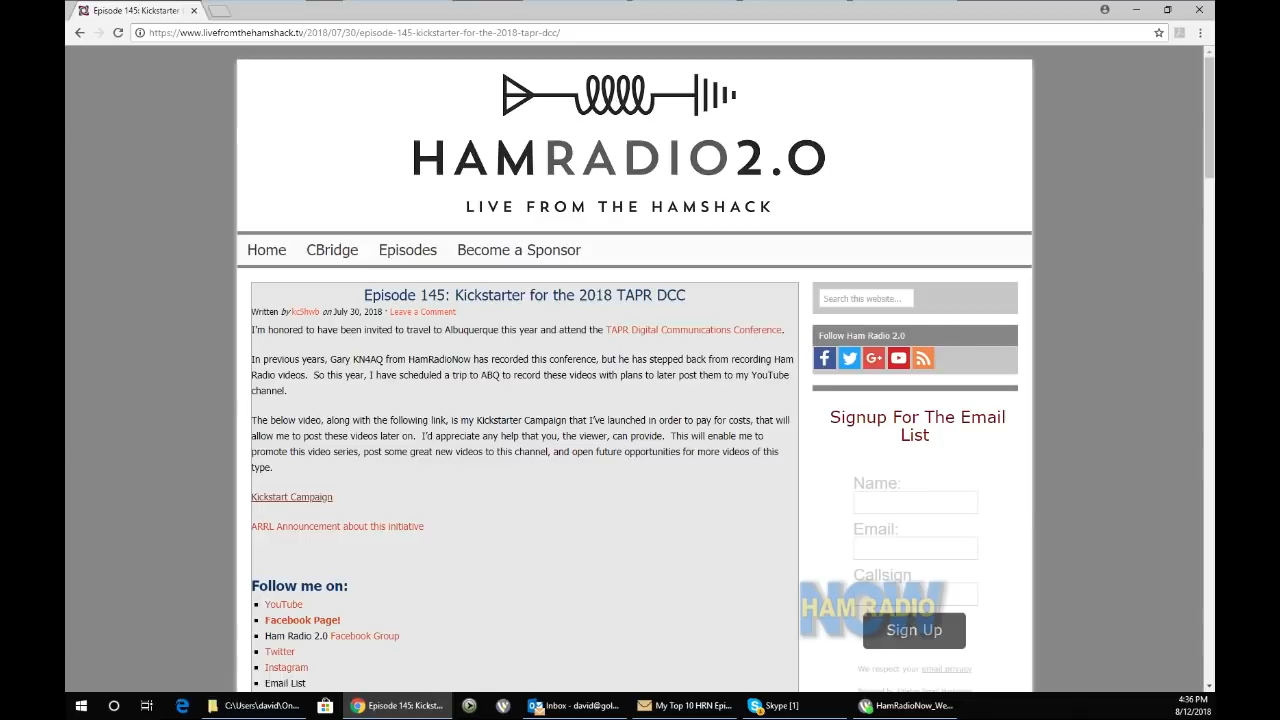 Episode 145: Kickstarter
https://www.livefromthehamshack.tv/2018/07/30/episode-145-kickstarter-for-the-2018-tapr-dcc/
HAMRADIO2.0
LIVE FROM THE HAMSHACK
Home CBridge Episodes Become a Sponsor
Episode 145: Kickstarter for the 2018 TAPR DCC
Written by kc5hwb on July 30, 2018 · Leave a Comment
I'm honored to have been invited to travel to Albuquerque this year and attend the TAPR Digital Communications Conference.
In previous years, Gary KN4AQ from HamRadioNow has recorded this conference, but he has stepped back from recording Ham
Radio videos. So this year, I have scheduled a trip to ABQ to record these videos with plans to later post them to my YouTube
channel.
The below video, along with the following link, is my Kickstarter Campaign that I've launched in order to pay for costs, that will
allow me to post these videos later on. I'd appreciate any help that you, the viewer, can provide. This will enable me to
promote this video series, post some great new videos to this channel, and open future opportunities for more videos of this
type.
Kickstart Campaign
ARRL Announcement about this initiative
Follow me on:
YouTube
Facebook Page!
Ham Radio 2.0 Facebook Group
Twitter
Instagram
Email List
Search this website...
Follow Ham Radio 2.0
Signup For The Email
List
Name:
Email:
Callsign
HAM RADIO
NOW
Sign Up
We respect your email privacy
C:\Users\david\On...
Episode 145: Kickst...
Inbox - david@gol...
My Top 10 HRN Epi...
Skype [1]
HamRadioNow_We...
4:36 PM
8/12/2018